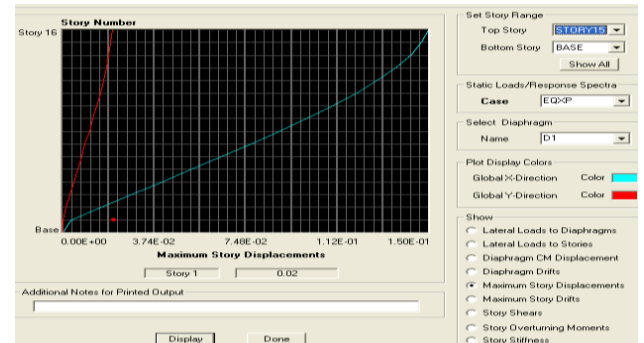 Story Number
Story 16
Base
0.00E+00 3.74E-02 7.48E-02 1.12E-01 1.50E-01
Maximum Story Displacements
Story 1 0.02
Additional Notes for Printed Output
Display Done
Set Story Range
Top Story STORY15
Bottom Story BASE
Show All
Static Loads/Response Spectra
Case EQXP
Select Diaphragm
Name D1
Plot Display Colors
Global X-Direction Color
Global Y-Direction Color
Show
Lateral Loads to Diaphragms
Lateral Loads to Stories
Diaphragm CM Displacement
Diaphragm Drifts
Maximum Story Displacements
Maximum Story Drifts
Story Shears
Story Overturning Moments
Story Stiffness